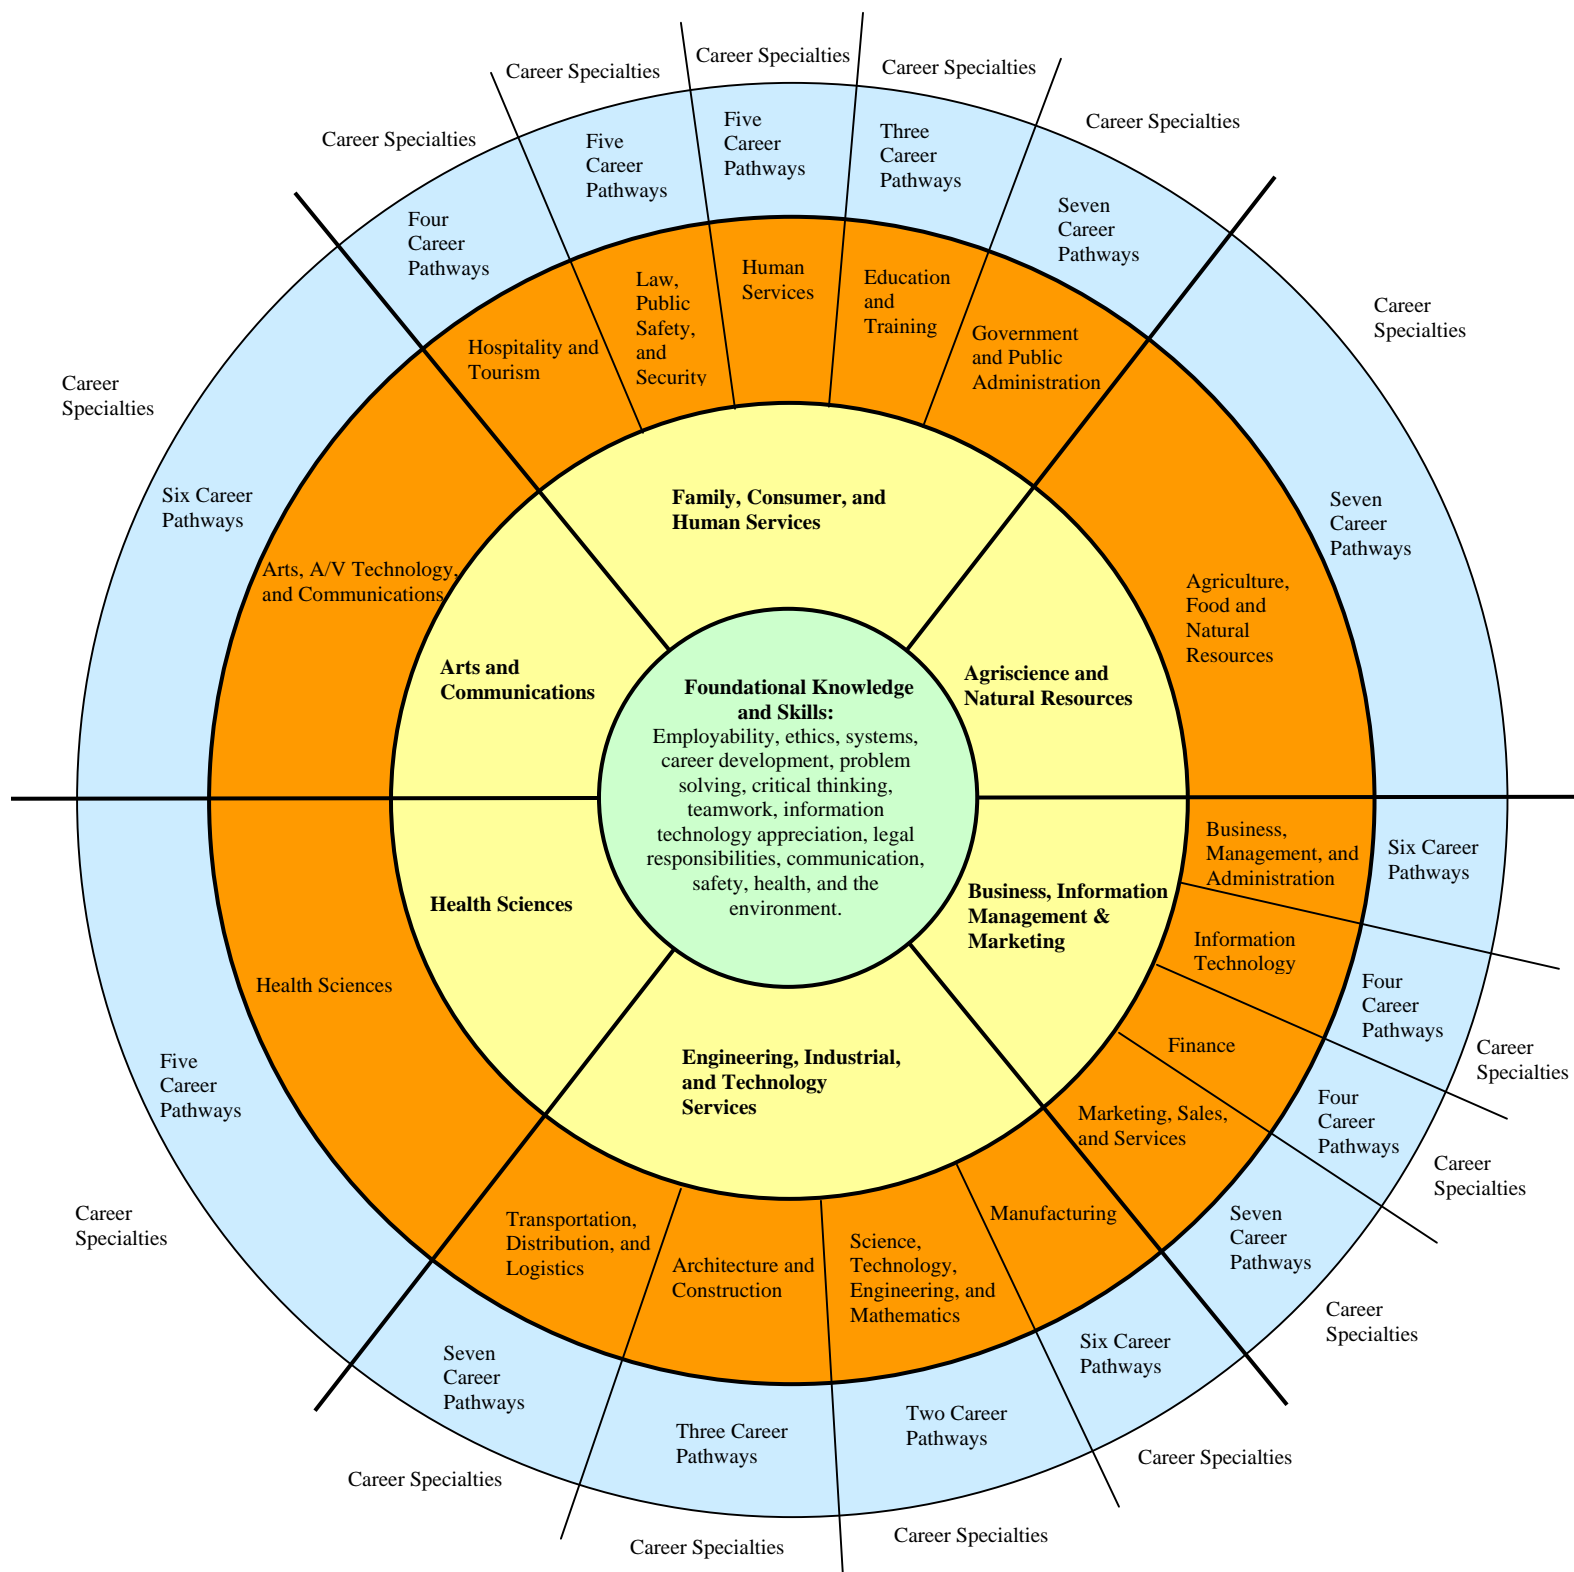 Career Specialties
Career Specialties
Career Specialties
Career Specialties
Career Specialties
Career
Specialties
Career
Specialties
Four
Career
Pathways
Five
Career
Pathways
Five
Career
Pathways
Three
Career
Pathways
Seven
Career
Pathways
Seven
Career
Pathways
Six Career
Pathways
Hospitality and
Tourism
Law,
Public
Safety,
and
Security
Human
Services
Education
and
Training
Government
and Public
Administration
Arts, A/V Technology,
and Communications
Agriculture,
Food and
Natural
Resources
Family, Consumer, and
Human Services
Arts and
Communications
Agriscience and
Natural Resources
Foundational Knowledge
and Skills:
Employability, ethics, systems,
career development, problem
solving, critical thinking,
teamwork, information
technology appreciation, legal
responsibilities, communication,
safety, health, and the
environment.
Health Sciences
Business, Information
Management &
Marketing
Engineering, Industrial,
and Technology
Services
Business,
Management, and
Administration
Information
Technology
Finance
Marketing, Sales,
and Services
Health Sciences
Transportation,
Distribution, and
Logistics
Architecture and
Construction
Science,
Technology,
Engineering, and
Mathematics
Manufacturing
Six Career
Pathways
Four
Career
Pathways
Four
Career
Pathways
Seven
Career
Pathways
Five
Career
Pathways
Seven
Career
Pathways
Three Career
Pathways
Two Career
Pathways
Six Career
Pathways
Career
Specialties
Career
Specialties
Career
Specialties
Career
Specialties
Career Specialties
Career Specialties
Career Specialties
Career Specialties